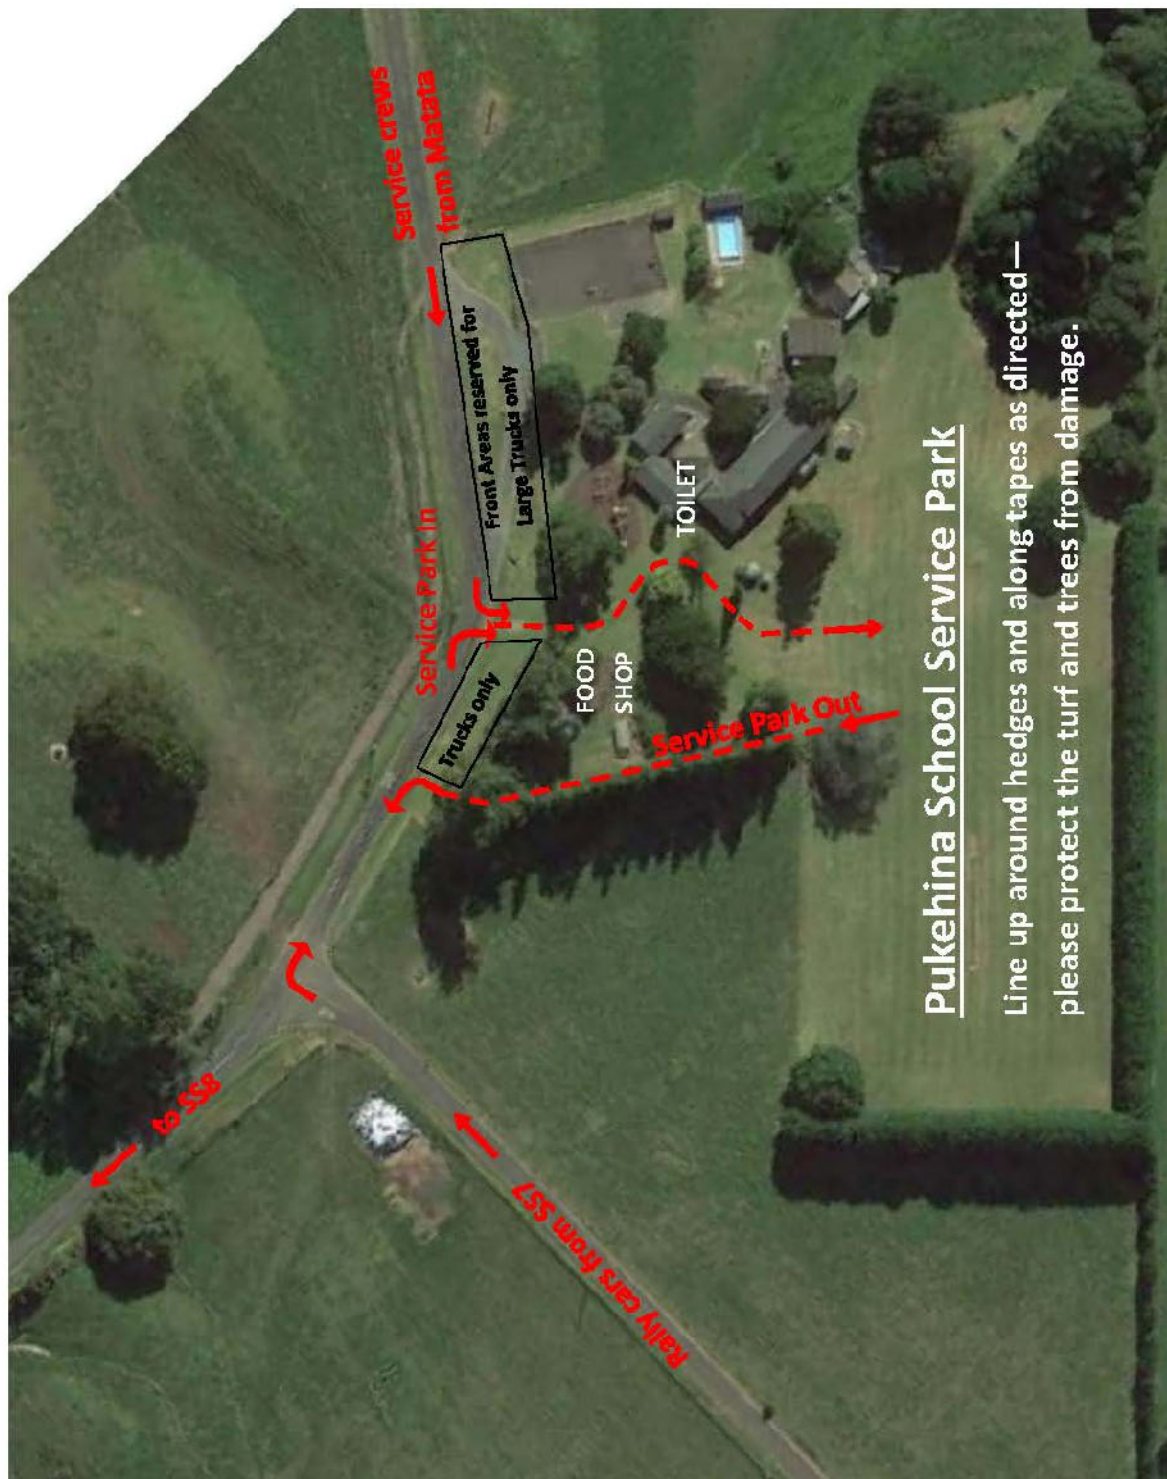 Service crews
from Matata
Front Areas reserved for
Large Trucks only
Service Park In
Trucks only
TOILET
FOOD
SHOP
Service Park Out
to SS8
Rally cars from SS7
Pukehina School Service Park
Line up around hedges and along tapes as directed—
please protect the turf and trees from damage.